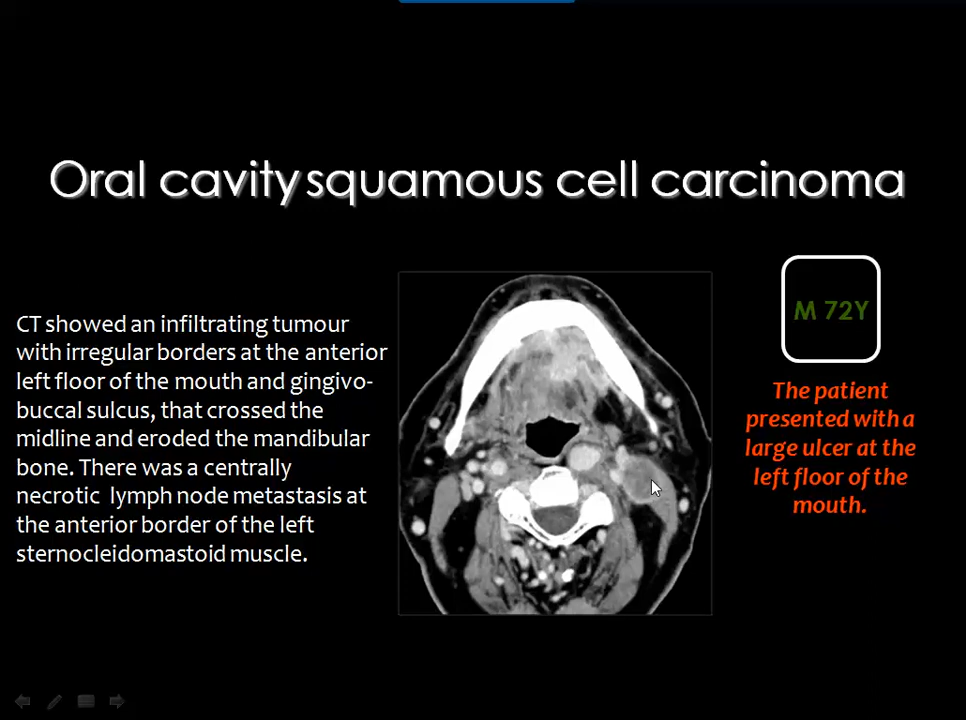 Oral cavity squamous cell carcinoma
CT showed an infiltrating tumour
with irregular borders at the anterior
left floor of the mouth and gingivo-
buccal sulcus, that crossed the
midline and eroded the mandibular
bone. There was a centrally
necrotic lymph node metastasis at
the anterior border of the left
sternocleidomastoid muscle.
M 72Y
The patient
presented with a
large ulcer at the
left floor of the
mouth.